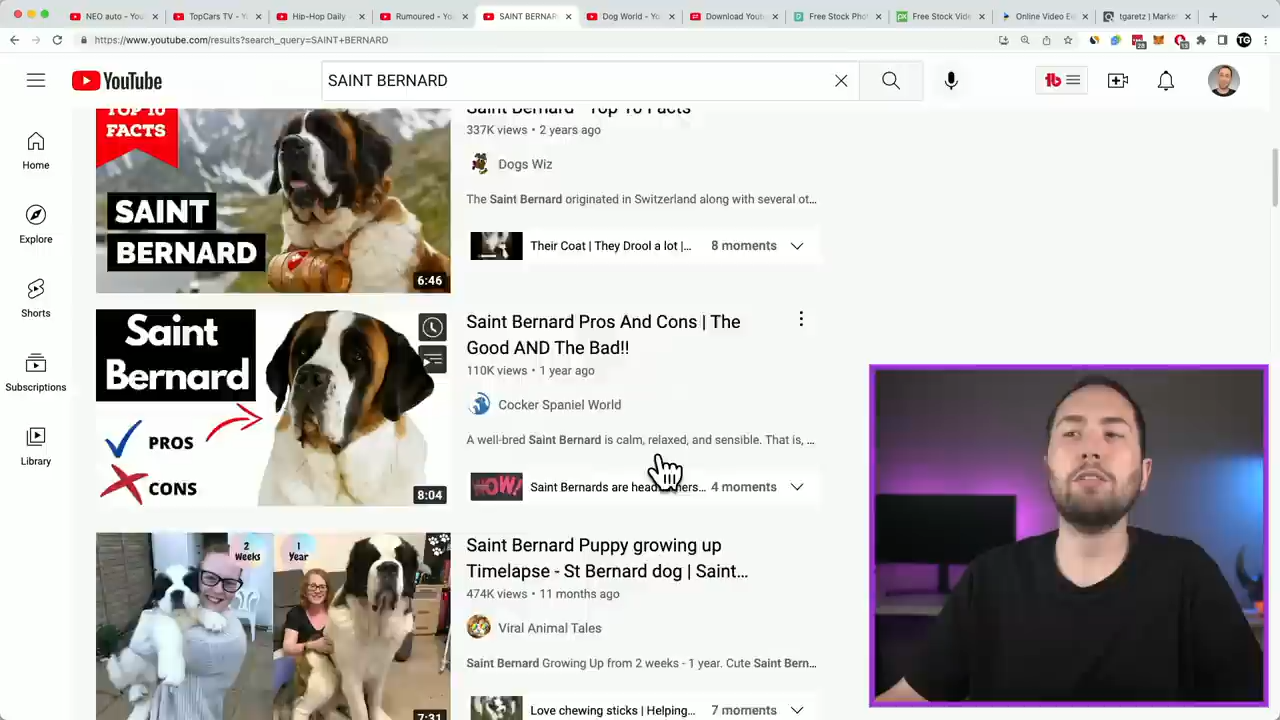 NEO auto - YouT
TopCars TV - Y
Hip-Hop Daily
Rumoured - You
SAINT BERNAR
Dog World - Yo
Download Youtu
Free Stock Pho
Free Stock Vid
Online Video E
tgaretz | Mark
https://www.youtube.com/results?search_query=SAINT+BERNARD
TG
YouTube
SAINT BERNARD
tb
Home
Explore
Shorts
Subscriptions
Library
TOP 10
FACTS
SAINT
BERNARD
6:46
Saint Bernard - Top 10 Facts
337K views • 2 years ago
Dogs Wiz
The Saint Bernard originated in Switzerland along with several ot...
Their Coat | They Drool a lot |...
8 moments
Saint
Bernard
PROS
CONS
8:04
Saint Bernard Pros And Cons | The
Good AND The Bad!!
110K views • 1 year ago
Cocker Spaniel World
A well-bred Saint Bernard is calm, relaxed, and sensible. That is, ...
WOW!
Saint Bernards are
4 moments
2
Weeks
1
Year
7:31
Saint Bernard Puppy growing up
Timelapse - St Bernard dog | Saint...
474K views • 11 months ago
Viral Animal Tales
Saint Bernard Growing Up from 2 weeks - 1 year. Cute Saint Bern...
Love chewing sticks | Helping...
7 moments